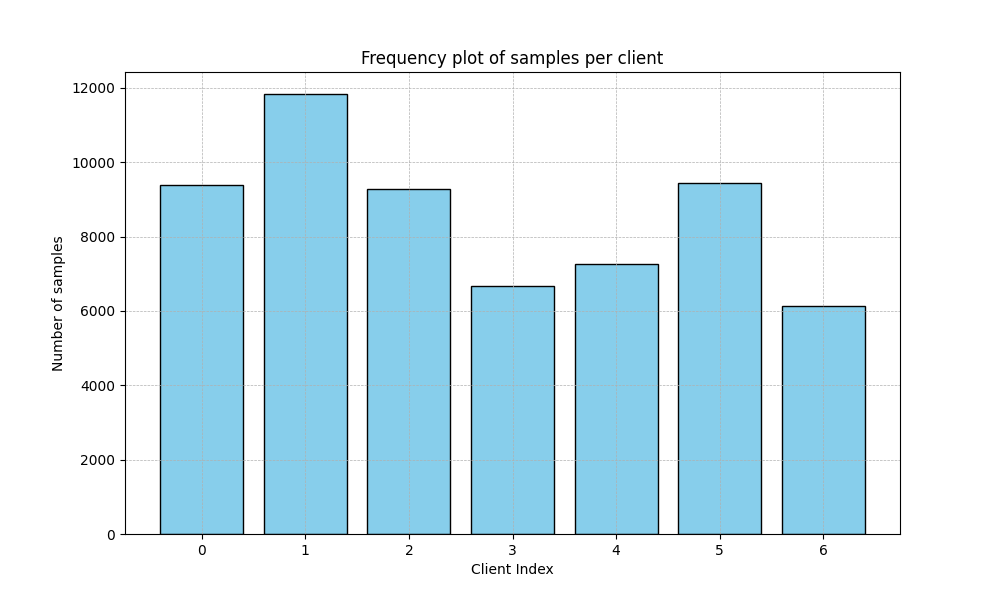 Frequency plot of samples per client
12000
10000
8000
6000
4000
2000
0
Number of samples
0 1 2 3 4 5 6
Client Index